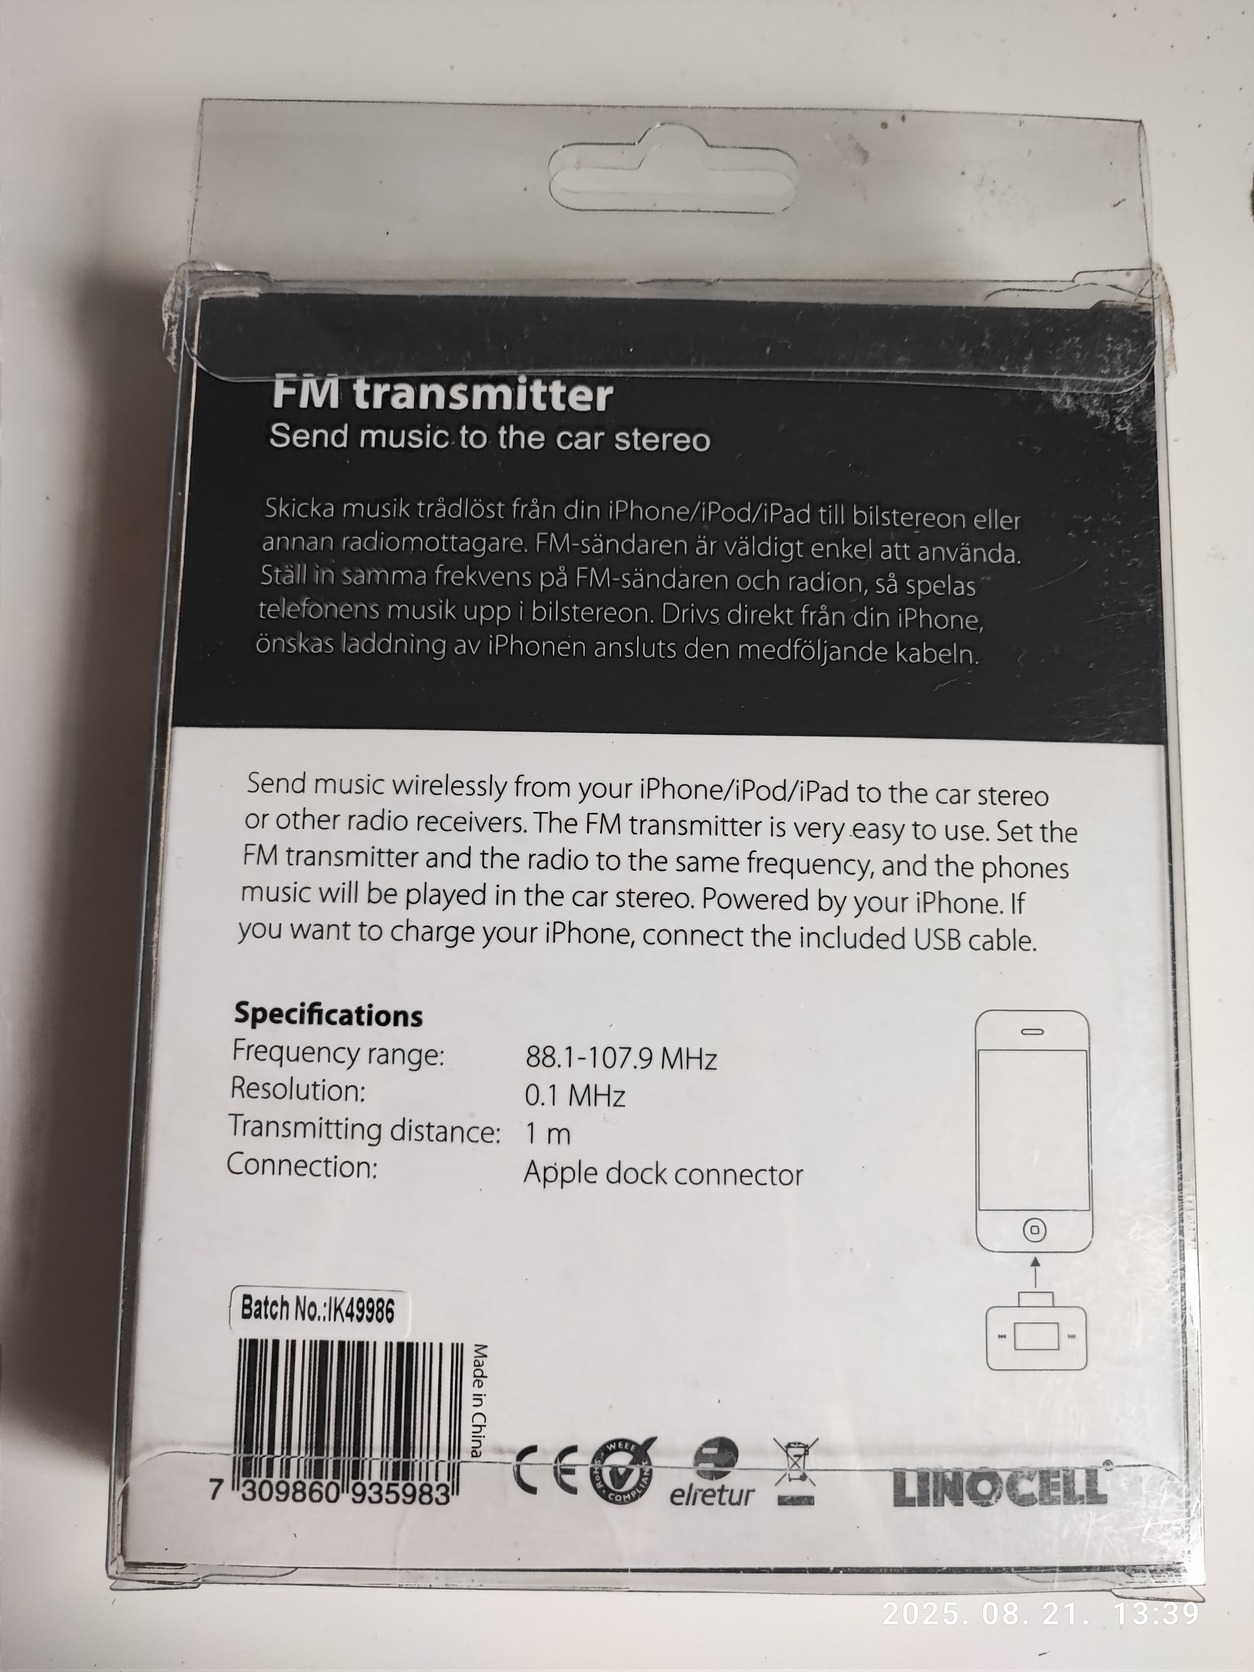 FM transmitter
Send music to the car stereo
Skicka musik trådlöst från din iPhone/iPod/iPad till bilstereon eller
annan radiomottagare. FM-sändaren är väldigt enkel att använda.
Ställ in samma frekvens på FM-sändaren och radion, så spelas
telefonens musik upp i bilstereon. Drivs direkt från din iPhone,
önskas laddning av iPhonen ansluts den medföljande kabeln.
Send music wirelessly from your iPhone/iPod/iPad to the car stereo
or other radio receivers. The FM transmitter is very easy to use. Set the
FM transmitter and the radio to the same frequency, and the phones
music will be played in the car stereo. Powered by your iPhone. If
you want to charge your iPhone, connect the included USB cable.
Specifications
Frequency range: 88.1-107.9 MHz
Resolution: 0.1 MHz
Transmitting distance: 1 m
Connection: Apple dock connector
Batch No.:IK49986
Made in China
7 309860 935983
CE
WEEE
RoHS
COMPLIANT
elretur
LINOCELL®
2025. 08. 21. 13:39